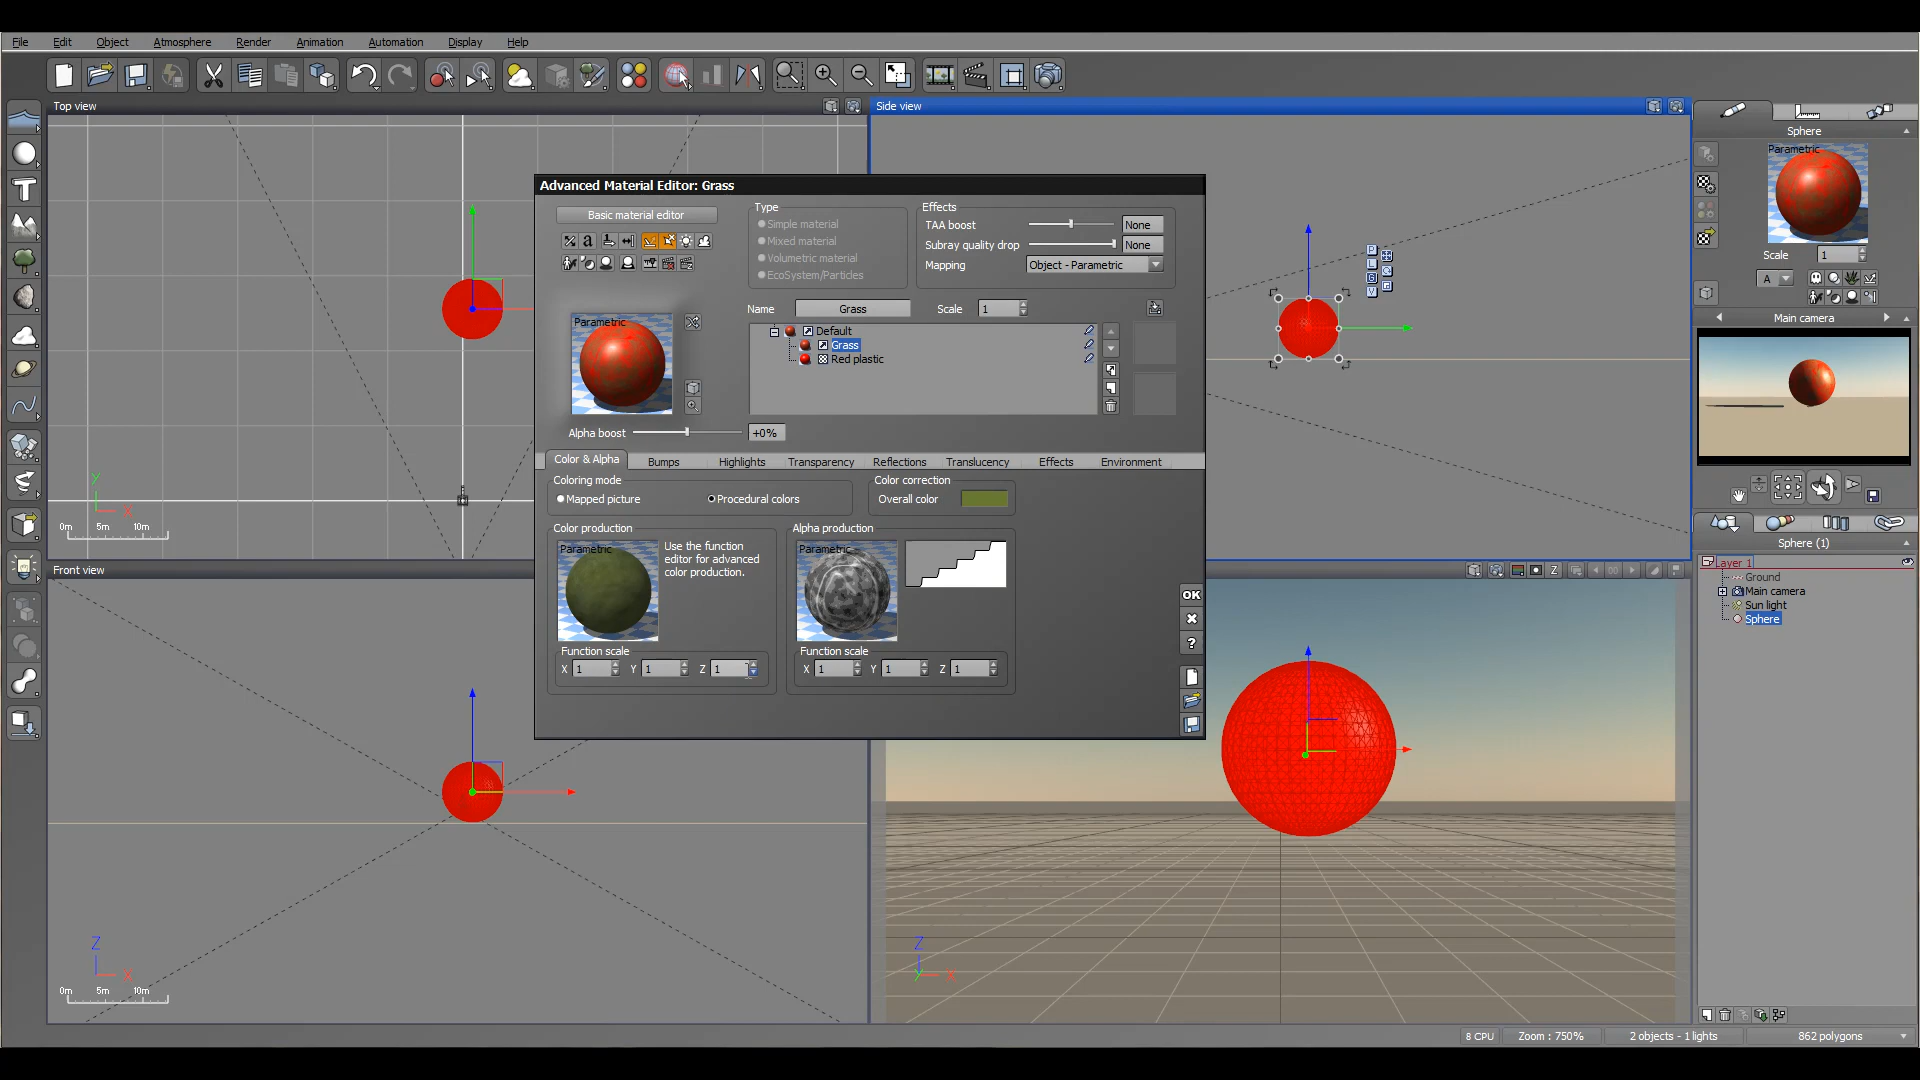 File Edit Object Atmosphere Render Animation Automation Display Help
Top view
Side view
Sphere
Parametric
Scale 1
A
Main camera
Advanced Material Editor: Grass
Basic material editor
Type
Simple material
Mixed material
Volumetric material
EcoSystem/Particles
Effects
TAA boost None
Subray quality drop None
Mapping Object - Parametric
Name Grass Scale 1
Parametric
Default
Grass
Red plastic
Alpha boost +0%
Color & Alpha Bumps Highlights Transparency Reflections Translucency Effects Environment
Coloring mode
Mapped picture Procedural colors
Color correction
Overall color
Color production
Parametric
Use the function
editor for advanced
color production.
Function scale
X 1 Y 1 Z 1
Alpha production
Parametric
Function scale
X 1 Y 1 Z 1
OK
?
Y
X
0m 5m 10m
Front view
Z
X
0m 5m 10m
Z
Y X
Sphere (1)
Layer 1
Ground
Main camera
Sun light
Sphere
8 CPU Zoom : 750% 2 objects - 1 lights 862 polygons